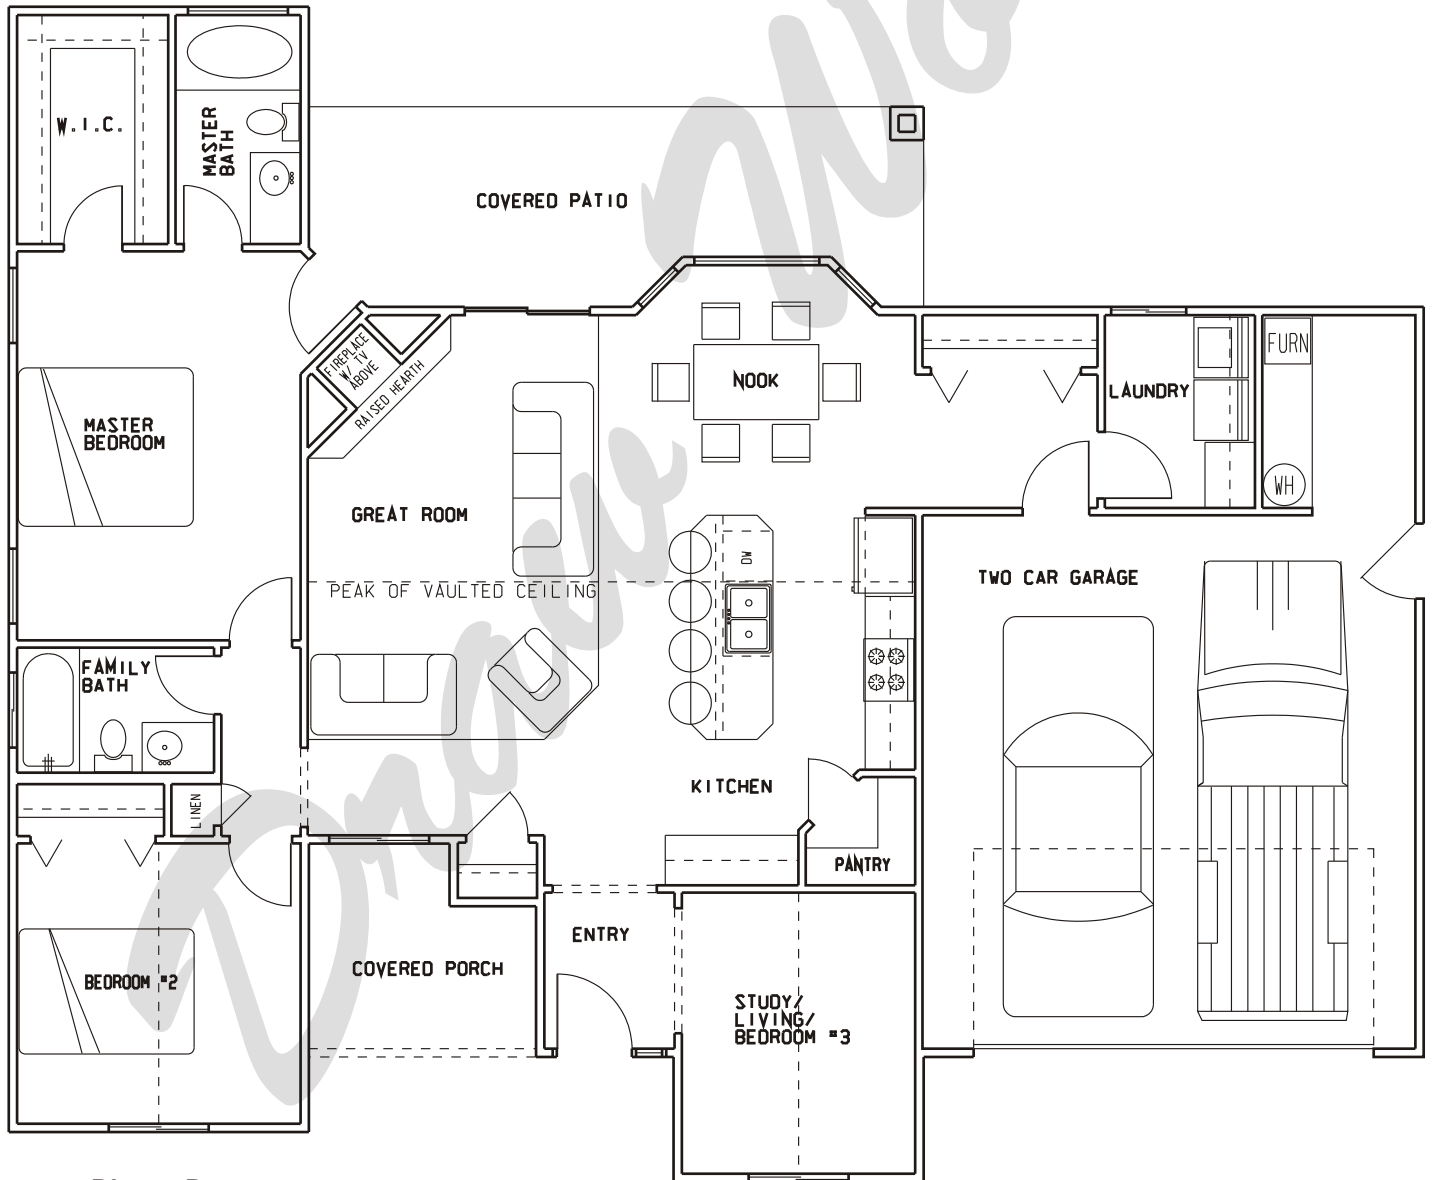 W.I.C.
MASTER
BATH
COVERED PATIO
FIREPLACE
W/ TV
ABOVE
RAISED HEARTH
NOOK
LAUNDRY
FURN
WH
MASTER
BEDROOM
GREAT ROOM
DW
PEAK OF VAULTED CEILING
TWO CAR GARAGE
FAMILY
BATH
LINEN
KITCHEN
PANTRY
ENTRY
COVERED PORCH
BEDROOM #2
STUDY/
LIVING/
BEDROOM #3
Draw Wo